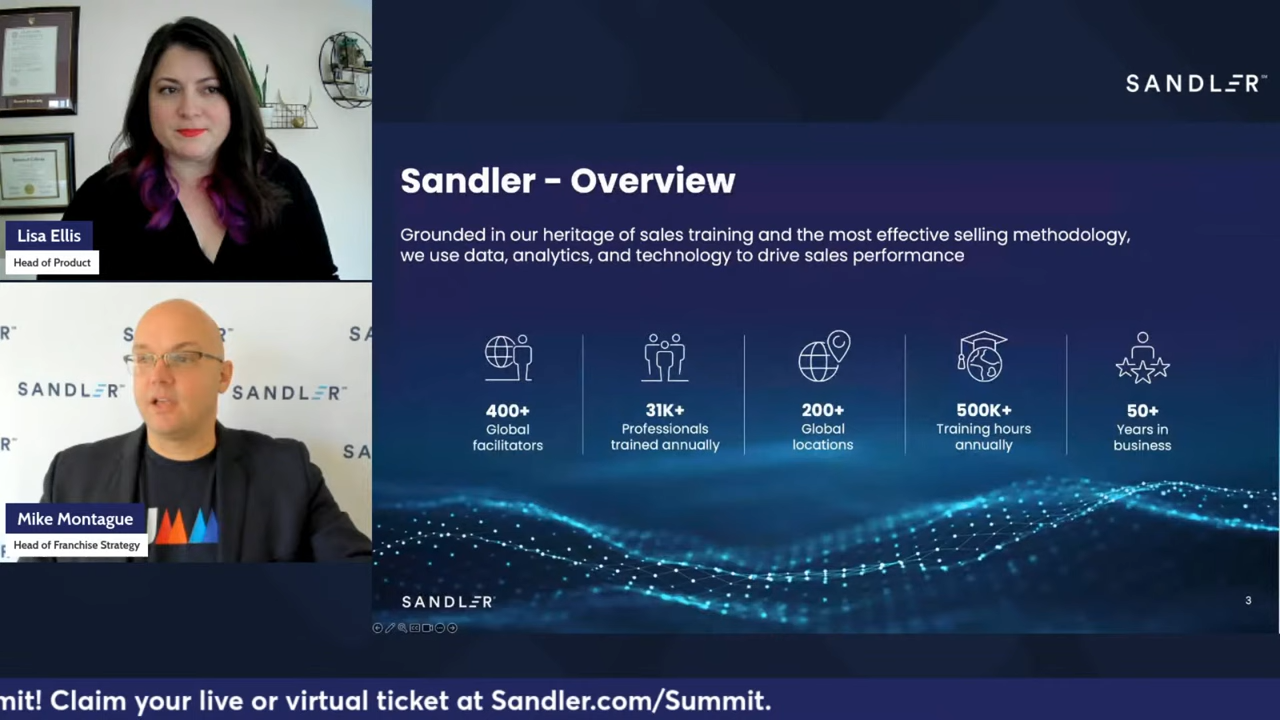 SANDLER™
Lisa Ellis
Head of Product
SANDLER™
SANDLER™
Mike Montague
Head of Franchise Strategy
Sandler – Overview
Grounded in our heritage of sales training and the most effective selling methodology,
we use data, analytics, and technology to drive sales performance
400+
Global
facilitators
31K+
Professionals
trained annually
200+
Global
locations
500K+
Training hours
annually
50+
Years in
business
SANDLER
3
mit! Claim your live or virtual ticket at Sandler.com/Summit.